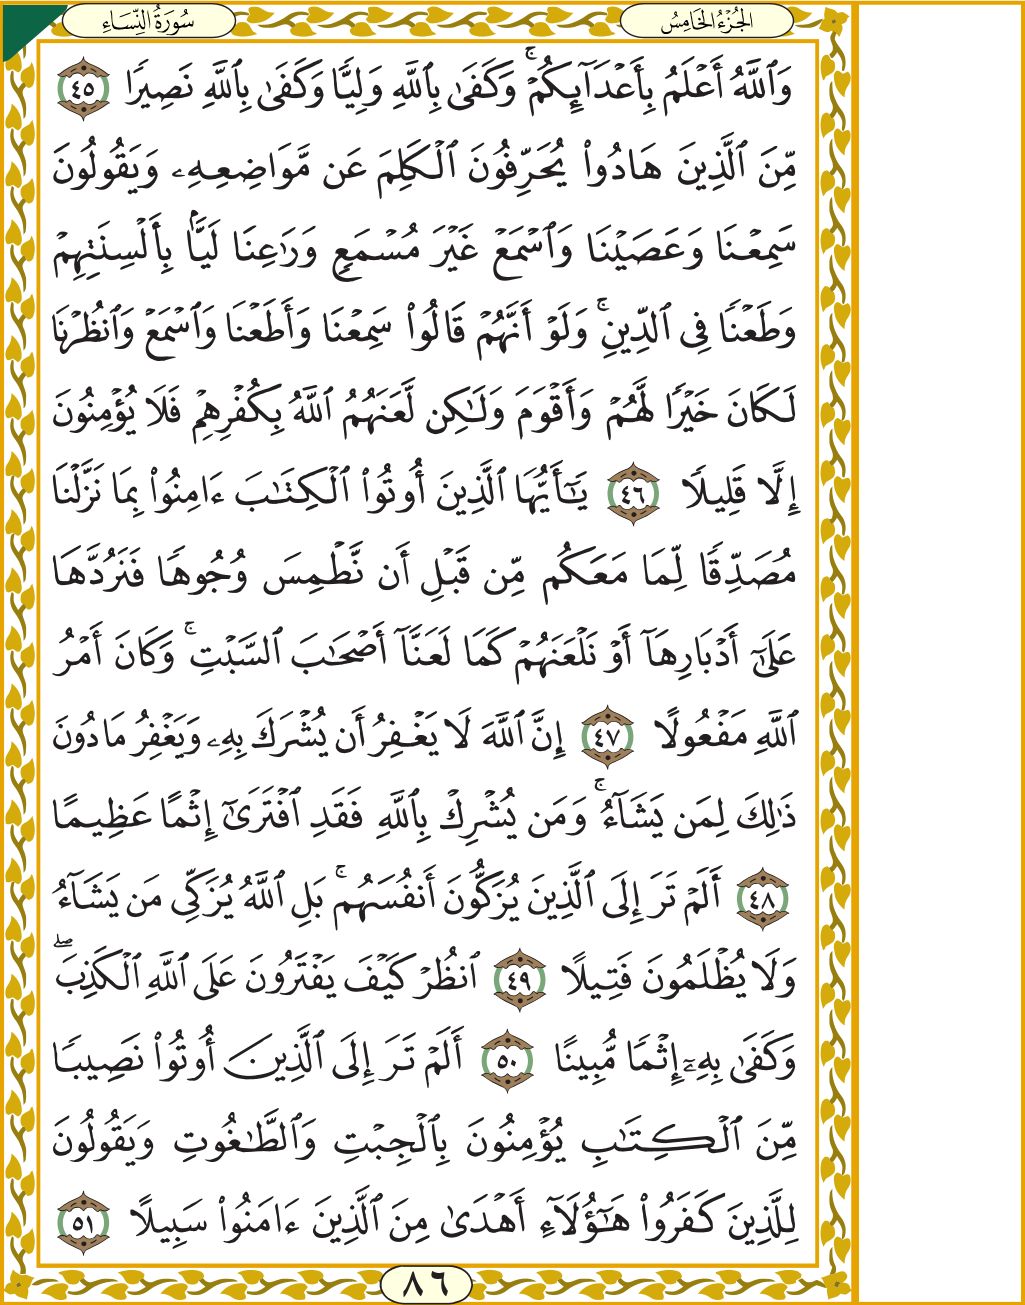 الجُزْءُ الخَامِسُ
سُورَةُ النِّسَاءِ
وَٱللَّهُ أَعۡلَمُ بِأَعۡدَآئِكُمۡۚ وَكَفَىٰ بِٱللَّهِ وَلِيّٗا وَكَفَىٰ بِٱللَّهِ نَصِيرٗا ٤٥
مِّنَ ٱلَّذِينَ هَادُواْ يُحَرِّفُونَ ٱلۡكَلِمَ عَن مَّوَاضِعِهِۦ وَيَقُولُونَ
سَمِعۡنَا وَعَصَيۡنَا وَٱسۡمَعۡ غَيۡرَ مُسۡمَعٖ وَرَٰعِنَا لَيَّۢا بِأَلۡسِنَتِهِمۡ
وَطَعۡنٗا فِي ٱلدِّينِۚ وَلَوۡ أَنَّهُمۡ قَالُواْ سَمِعۡنَا وَأَطَعۡنَا وَٱسۡمَعۡ وَٱنظُرۡنَا
لَكَانَ خَيۡرٗا لَّهُمۡ وَأَقۡوَمَ وَلَٰكِن لَّعَنَهُمُ ٱللَّهُ بِكُفۡرِهِمۡ فَلَا يُؤۡمِنُونَ
إِلَّا قَلِيلٗا ٤٦ يَٰٓأَيُّهَا ٱلَّذِينَ أُوتُواْ ٱلۡكِتَٰبَ ءَامِنُواْ بِمَا نَزَّلۡنَا
مُصَدِّقٗا لِّمَا مَعَكُم مِّن قَبۡلِ أَن نَّطۡمِسَ وُجُوهٗا فَنَرُدَّهَا
عَلَىٰٓ أَدۡبَارِهَآ أَوۡ نَلۡعَنَهُمۡ كَمَا لَعَنَّآ أَصۡحَٰبَ ٱلسَّبۡتِۚ وَكَانَ أَمۡرُ
ٱللَّهِ مَفۡعُولًا ٤٧ إِنَّ ٱللَّهَ لَا يَغۡفِرُ أَن يُشۡرَكَ بِهِۦ وَيَغۡفِرُ مَا دُونَ
ذَٰلِكَ لِمَن يَشَآءُۚ وَمَن يُشۡرِكۡ بِٱللَّهِ فَقَدِ ٱفۡتَرَىٰٓ إِثۡمًا عَظِيمًا
٤٨ أَلَمۡ تَرَ إِلَى ٱلَّذِينَ يُزَكُّونَ أَنفُسَهُمۚ بَلِ ٱللَّهُ يُزَكِّي مَن يَشَآءُ
وَلَا يُظۡلَمُونَ فَتِيلًا ٤٩ ٱنظُرۡ كَيۡفَ يَفۡتَرُونَ عَلَى ٱللَّهِ ٱلۡكَذِبَۖ
وَكَفَىٰ بِهِۦٓ إِثۡمٗا مُّبِينًا ٥٠ أَلَمۡ تَرَ إِلَى ٱلَّذِينَ أُوتُواْ نَصِيبٗا
مِّنَ ٱلۡكِتَٰبِ يُؤۡمِنُونَ بِٱلۡجِبۡتِ وَٱلطَّٰغُوتِ وَيَقُولُونَ
لِلَّذِينَ كَفَرُواْ هَٰٓؤُلَآءِ أَهۡدَىٰ مِنَ ٱلَّذِينَ ءَامَنُواْ سَبِيلًا ٥١
٨٦